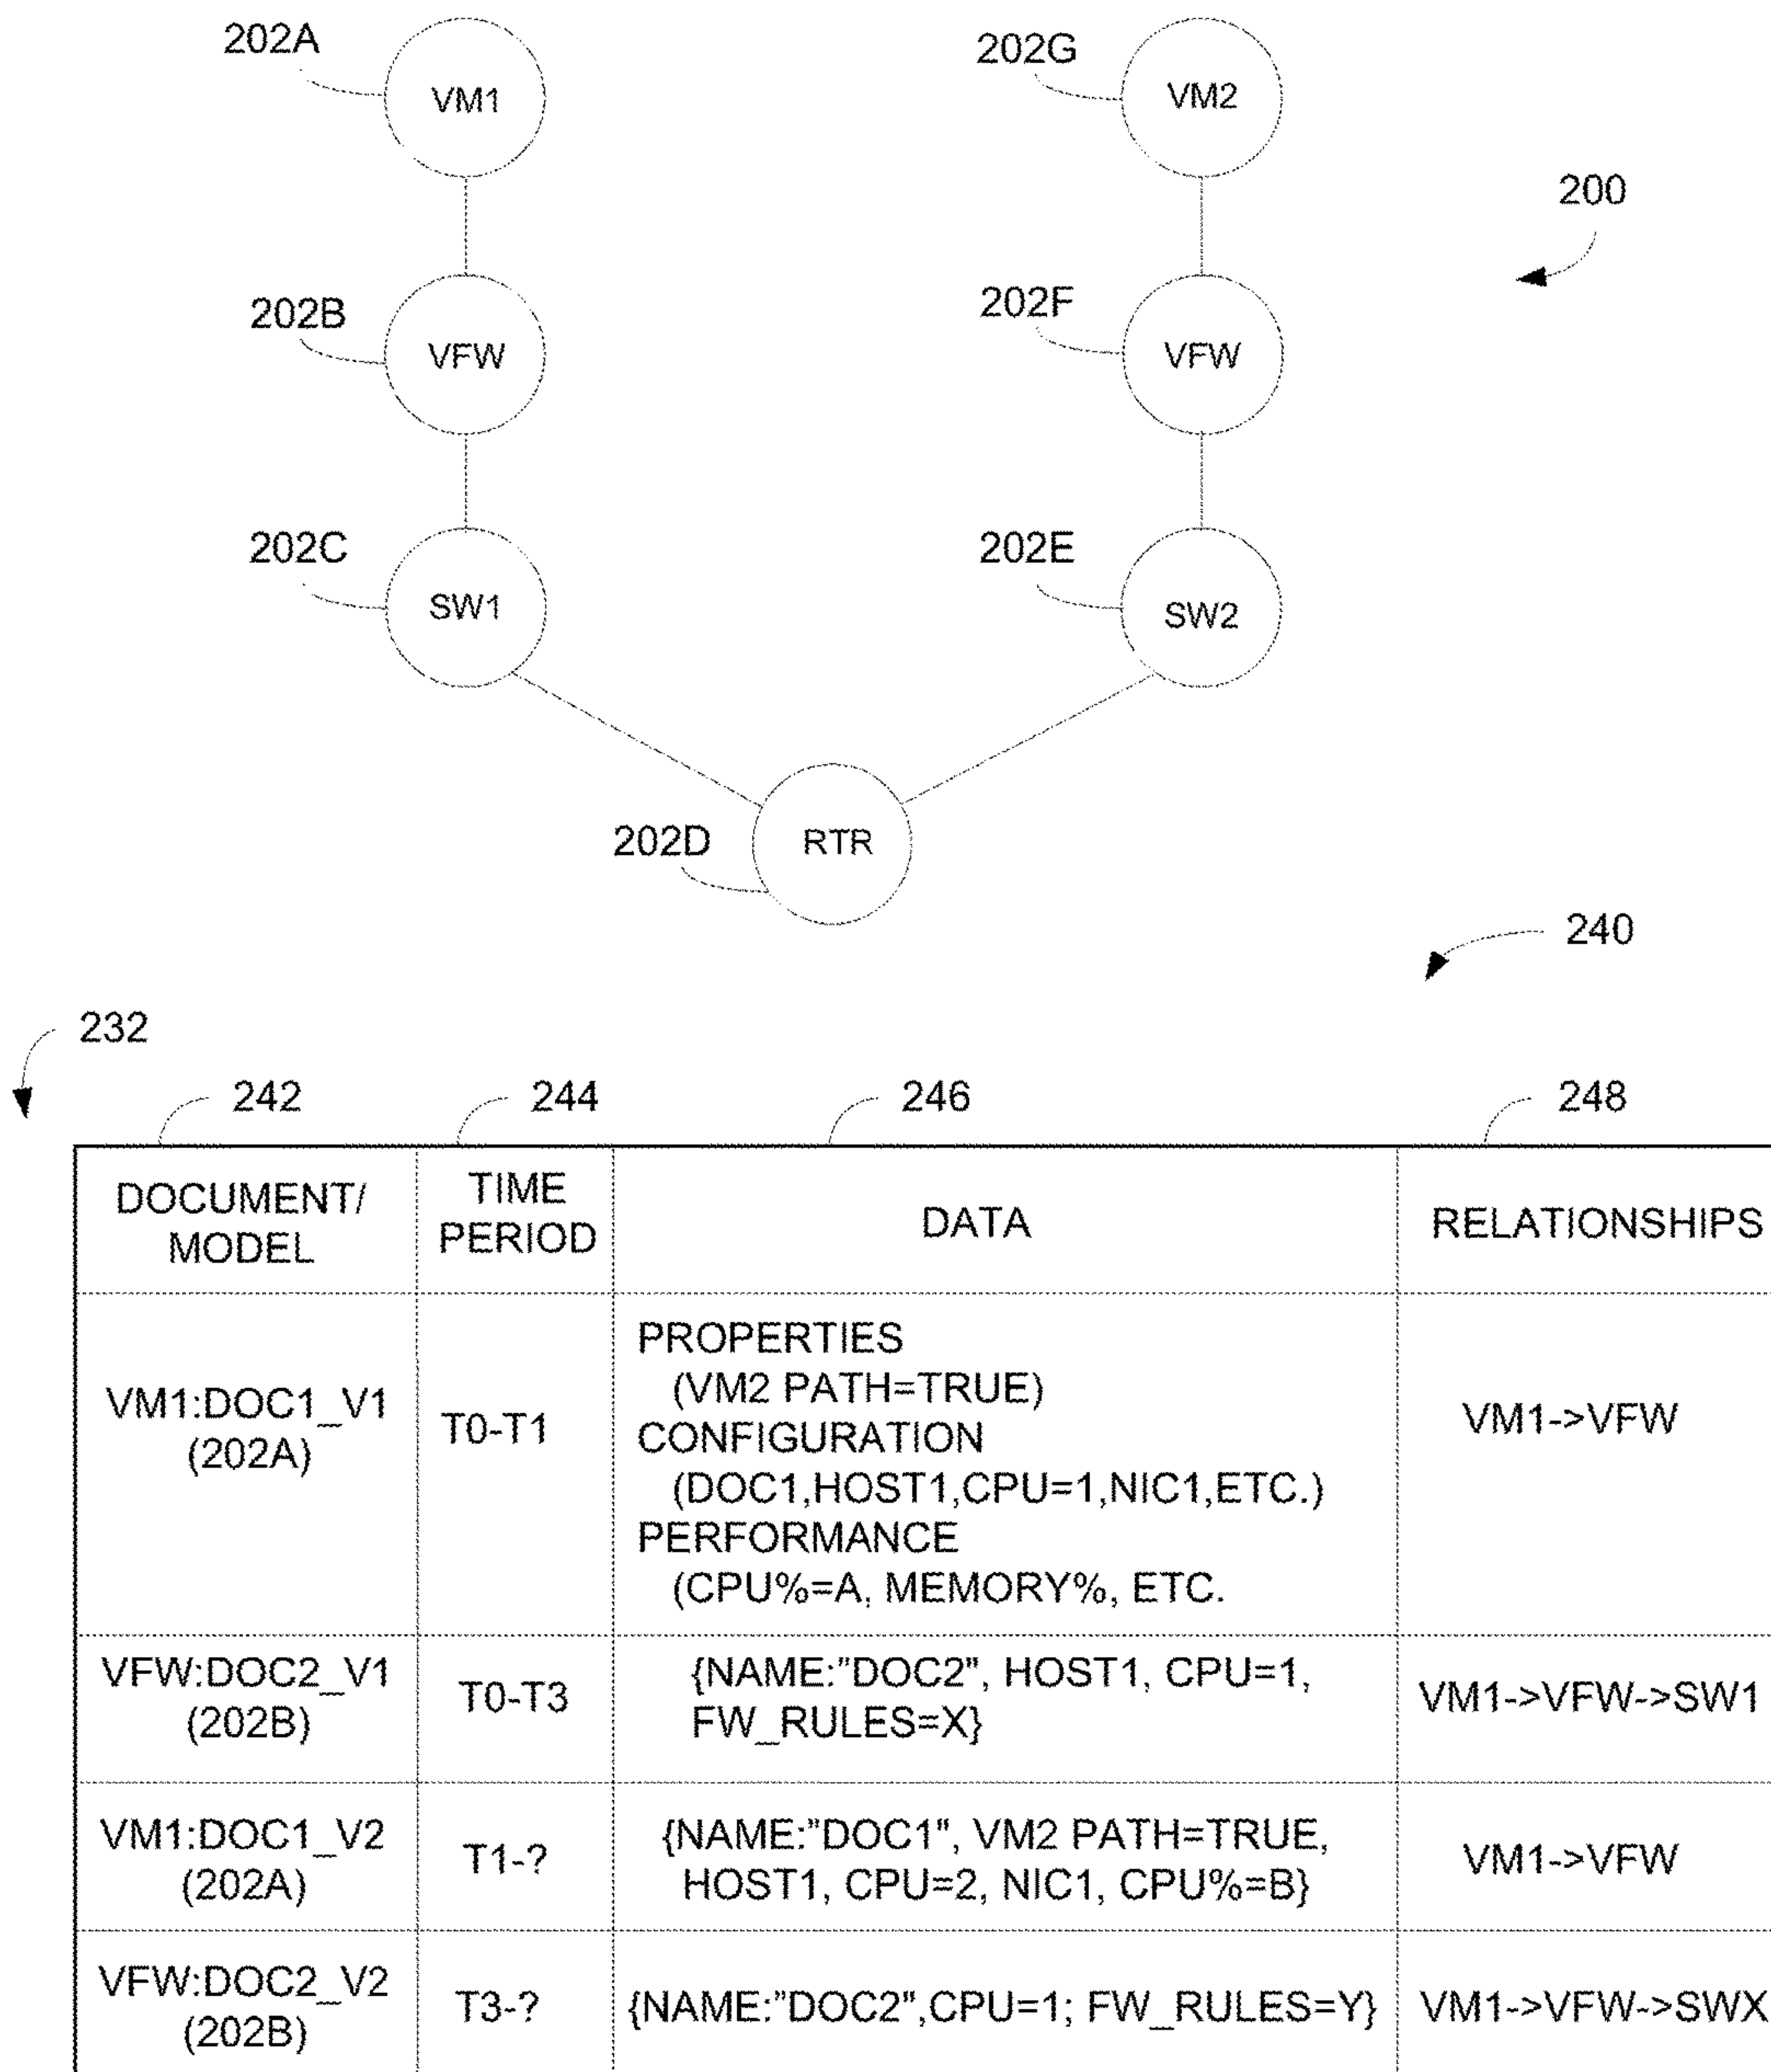 202A
VM1
202G
VM2
200
202B
VFW
202F
VFW
202C
SW1
202E
SW2
202D
RTR
240
232
242
244
246
248
DOCUMENT/
MODEL
TIME
PERIOD
DATA
RELATIONSHIPS
VM1:DOC1_V1
(202A)
T0-T1
PROPERTIES
(VM2 PATH=TRUE)
CONFIGURATION
(DOC1,HOST1,CPU=1,NIC1,ETC.)
PERFORMANCE
(CPU%=A, MEMORY%, ETC.
VM1->VFW
VFW:DOC2_V1
(202B)
T0-T3
{NAME:"DOC2", HOST1, CPU=1,
FW_RULES=X}
VM1->VFW->SW1
VM1:DOC1_V2
(202A)
T1-?
{NAME:"DOC1", VM2 PATH=TRUE,
HOST1, CPU=2, NIC1, CPU%=B}
VM1->VFW
VFW:DOC2_V2
(202B)
T3-?
{NAME:"DOC2",CPU=1; FW_RULES=Y}
VM1->VFW->SWX